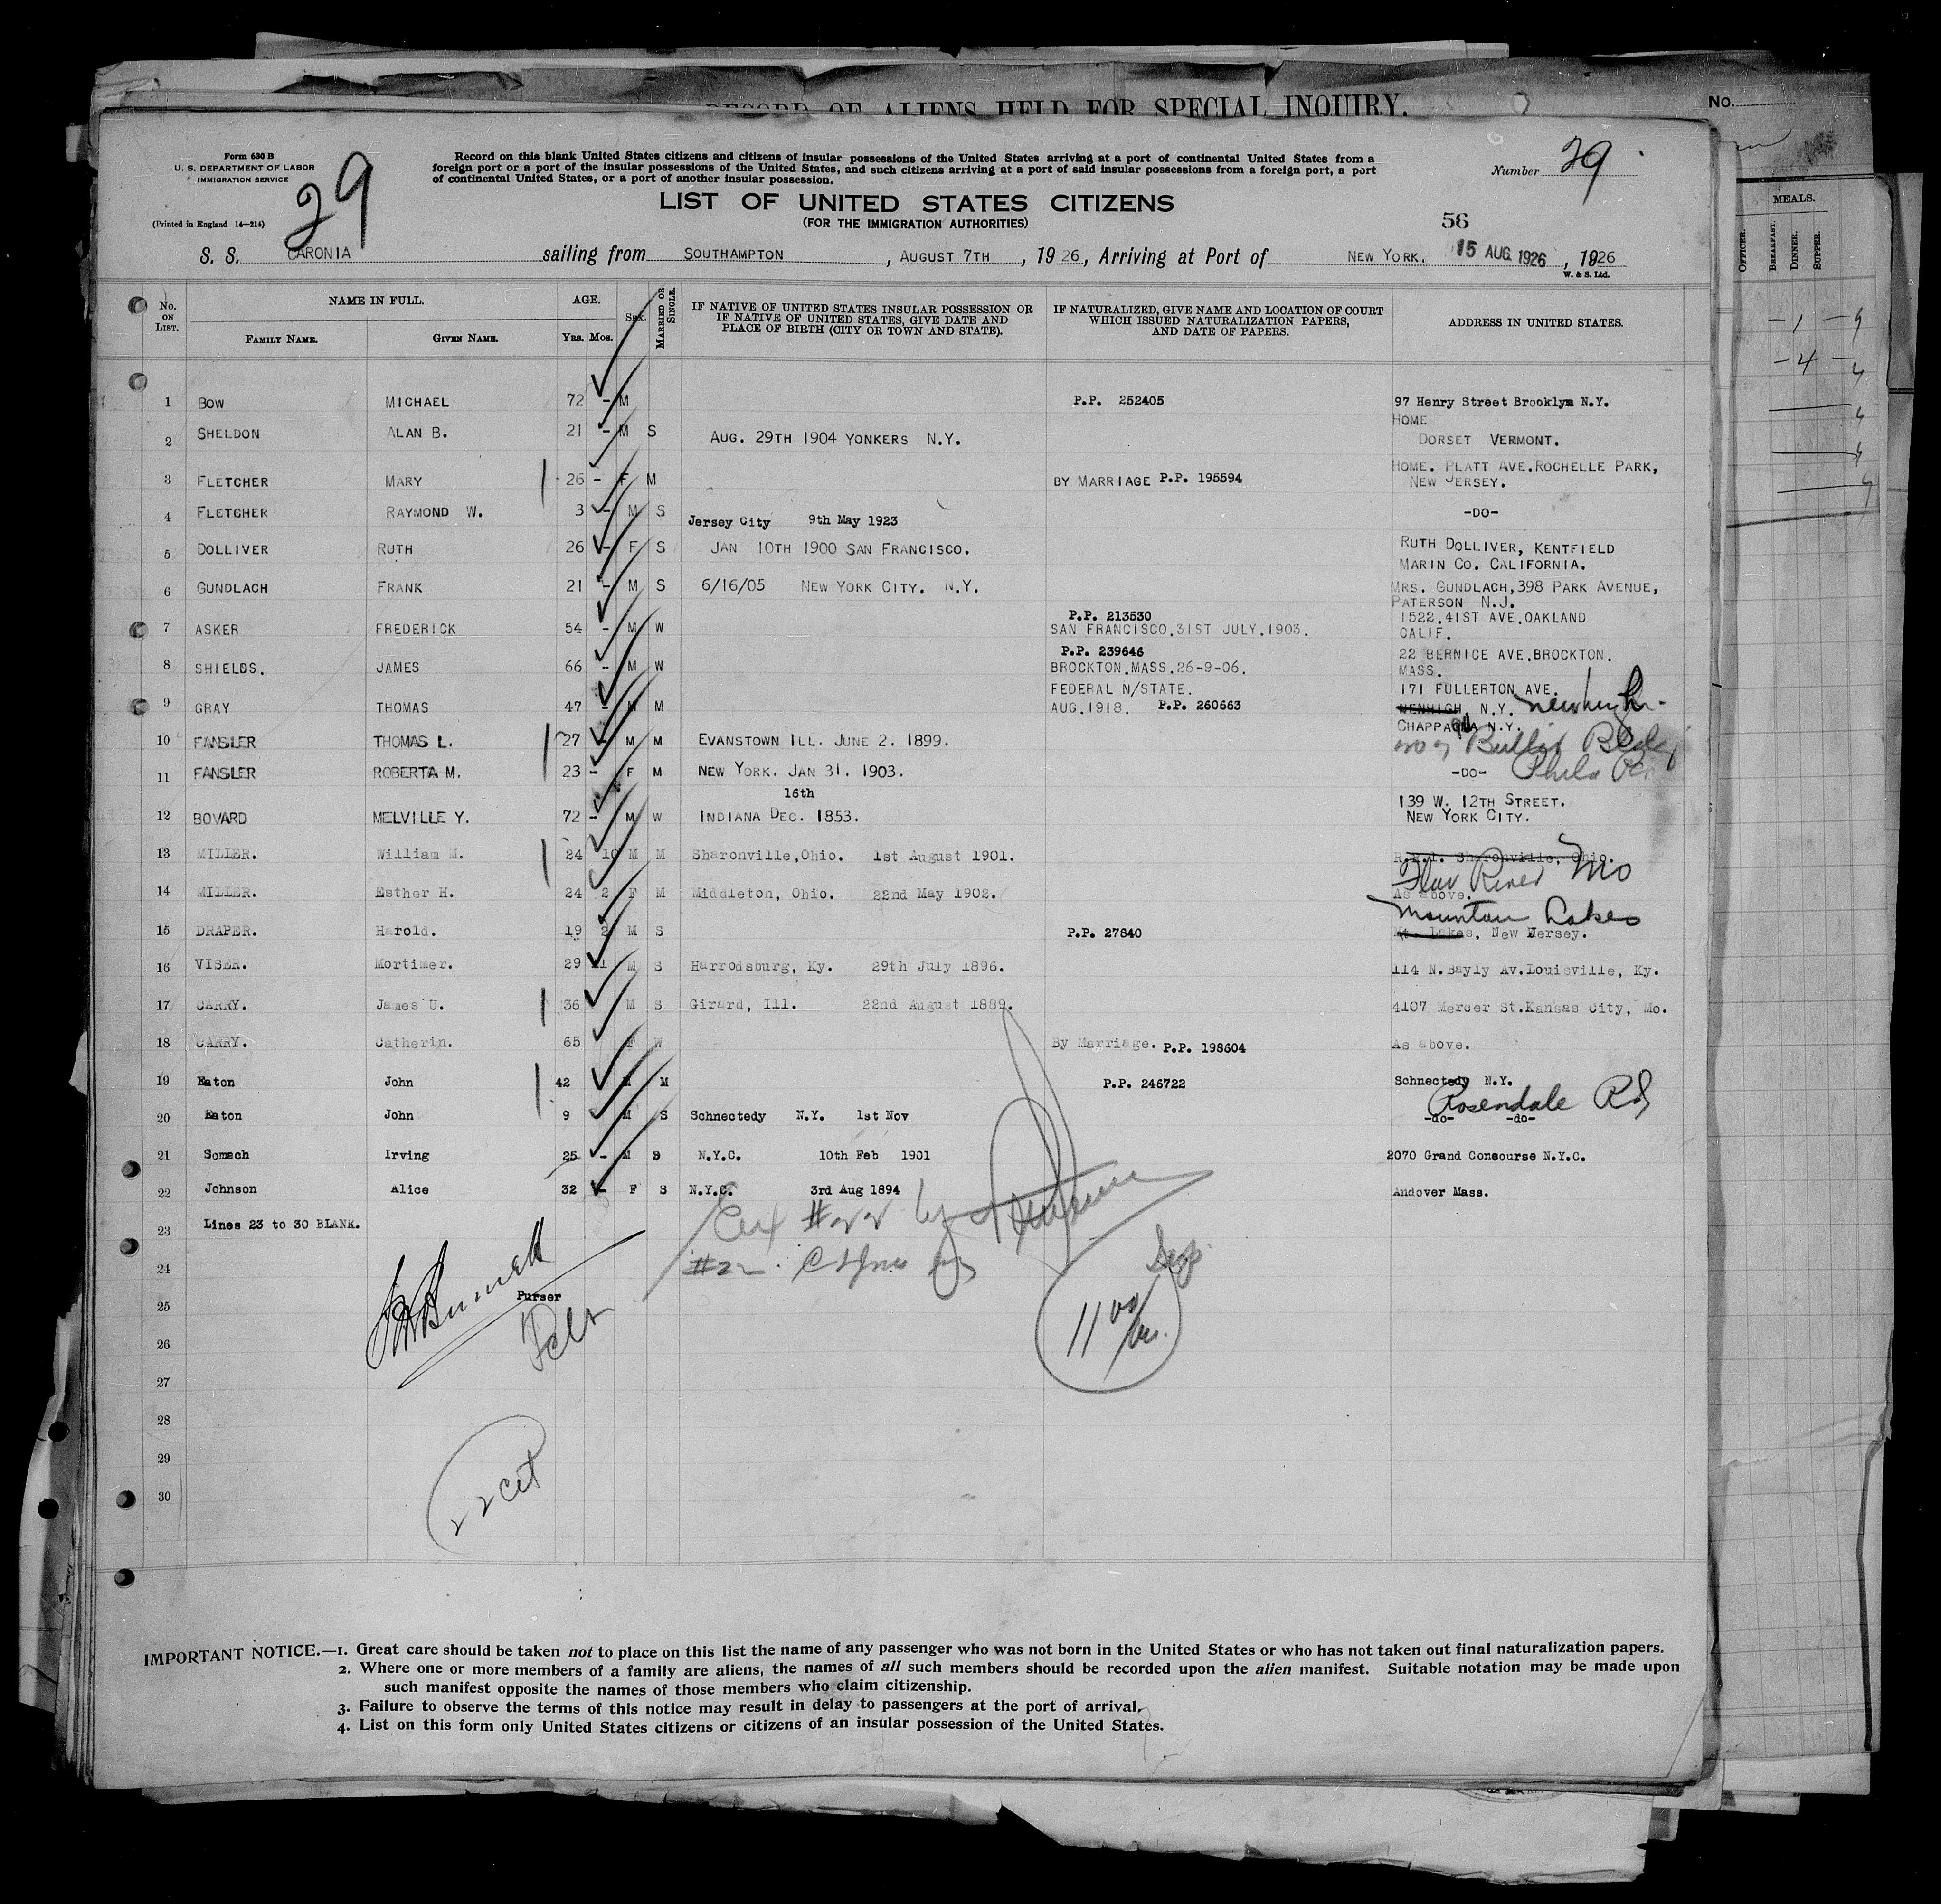 RECORD OF ALIENS HELD FOR SPECIAL INQUIRY.
No.
MEALS.
OFFICER.
BREAKFAST.
DINNER.
SUPPER.
Form 630 B
U. S. DEPARTMENT OF LABOR
IMMIGRATION SERVICE
(Printed in England 14—214)
29
Record on this blank United States citizens and citizens of insular possessions of the United States arriving at a port of continental United States from a
foreign port or a port of the insular possessions of the United States, and such citizens arriving at a port of said insular possessions from a foreign port, a port
of continental United States, or a port of another insular possession.
Number 29
LIST OF UNITED STATES CITIZENS
(FOR THE IMMIGRATION AUTHORITIES)
56
S. S. CARONIA sailing from SOUTHAMPTON, AUGUST 7TH, 1926, Arriving at Port of NEW YORK. 15 AUG 1926, 1926
W. & S. Ltd.
No. ON LIST. NAME IN FULL. FAMILY NAME. GIVEN NAME. AGE. YRS. MOS. SEX. MARRIED OR SINGLE. IF NATIVE OF UNITED STATES INSULAR POSSESSION OR IF NATIVE OF UNITED STATES, GIVE DATE AND PLACE OF BIRTH (CITY OR TOWN AND STATE). IF NATURALIZED, GIVE NAME AND LOCATION OF COURT WHICH ISSUED NATURALIZATION PAPERS, AND DATE OF PAPERS. ADDRESS IN UNITED STATES.
1 BOW MICHAEL 72 - M P.P. 252405 97 Henry Street Brooklyn N.Y.
2 SHELDON ALAN B. 21 - M S AUG. 29TH 1904 YONKERS N.Y. HOME DORSET VERMONT.
3 FLETCHER MARY 26 - F M BY MARRIAGE P.P. 195594 HOME. PLATT AVE.ROCHELLE PARK, NEW JERSEY.
4 FLETCHER RAYMOND W. 3 - M S Jersey City 9th May 1923 -DO-
5 DOLLIVER RUTH 26 - F S JAN 10TH 1900 SAN FRANCISCO. RUTH DOLLIVER, KENTFIELD MARIN CO. CALIFORNIA.
6 GUNDLACH FRANK 21 - M S 6/16/05 NEW YORK CITY. N.Y. MRS. GUNDLACH,398 PARK AVENUE, PATERSON N.J.
7 ASKER FREDERICK 54 - M W P.P. 213530 SAN FRANCISCO.31ST JULY.1903. 1522.41ST AVE.OAKLAND CALIF.
8 SHIELDS. JAMES 66 - M W P.P. 239646 BROCKTON.MASS.26-9-06. 22 BERNICE AVE.BROCKTON. MASS.
9 GRAY THOMAS 47 - M M FEDERAL N/STATE. AUG.1918. P.P. 260663 171 FULLERTON AVE. N.Y.
10 FANSLER THOMAS L. 27 - M M EVANSTOWN ILL. JUNE 2. 1899. CHAPPAQUA N.Y. Bullit Bldg
11 FANSLER ROBERTA M. 23 - F M NEW YORK. JAN 31. 1903. -DO- Phila Pa
12 BOVARD MELVILLE Y. 72 - M W INDIANA DEC. 16th 1853. 139 W. 12TH STREET. NEW YORK CITY.
13 MILLER. William M. 24 10 M M Sharonville,Ohio. 1st August 1901. Sharonville, Ohio.
14 MILLER. Esther H. 24 2 F M Middleton, Ohio. 22nd May 1902. River Mo As above.
15 DRAPER. Harold. 19 2 M S P.P. 27840 Mountain Lakes Mt. Lakes, New Jersey.
16 VISER. Mortimer. 29 11 M S Harrodsburg, Ky. 29th July 1896. 114 N.Bayly Av.Louisville, Ky.
17 CARRY. James U. 36 M S Girard, Ill. 22nd August 1889. 4107 Mercer St.Kansas City, Mo.
18 CARRY. Catherin. 65 F W By Marriage. P.P. 198604 As above.
19 Eaton John 42 M M P.P. 246722 Schnectedy N.Y. Rosendale Rd
20 Eaton John 9 M S Schnectedy N.Y. 1st Nov -do- -do-
21 Somach Irving 25 - M S N.Y.C. 10th Feb 1901 2070 Grand Concourse N.Y.C.
22 Johnson Alice 32 - F S N.Y.C. 3rd Aug 1894 Andover Mass.
23 Lines 23 to 30 BLANK.
24
#22
25
Purser
11 00
26
27
28
29
22 cit
30
IMPORTANT NOTICE.—1. Great care should be taken not to place on this list the name of any passenger who was not born in the United States or who has not taken out final naturalization papers.
2. Where one or more members of a family are aliens, the names of all such members should be recorded upon the alien manifest. Suitable notation may be made upon
such manifest opposite the names of those members who claim citizenship.
3. Failure to observe the terms of this notice may result in delay to passengers at the port of arrival.
4. List on this form only United States citizens or citizens of an insular possession of the United States.